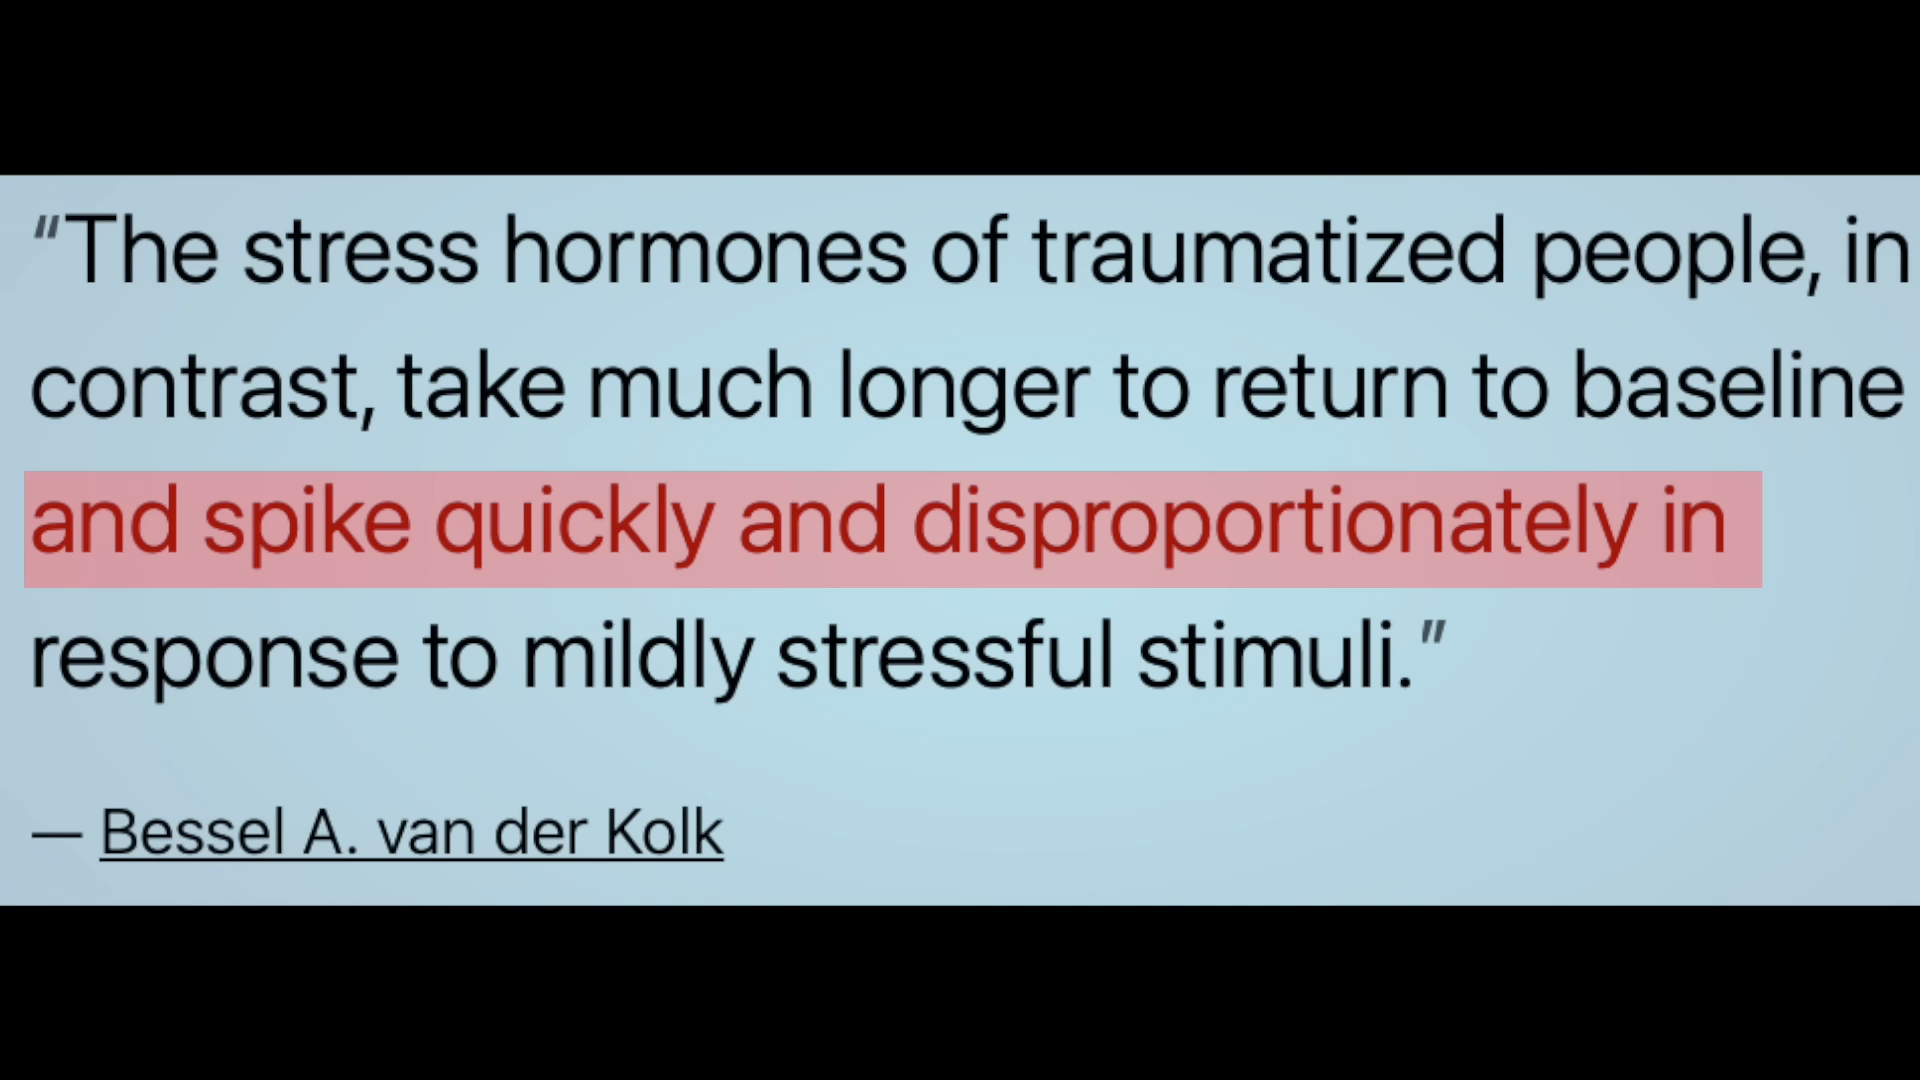 “The stress hormones of traumatized people, in
contrast, take much longer to return to baseline
and spike quickly and disproportionately in
response to mildly stressful stimuli.”
— Bessel A. van der Kolk